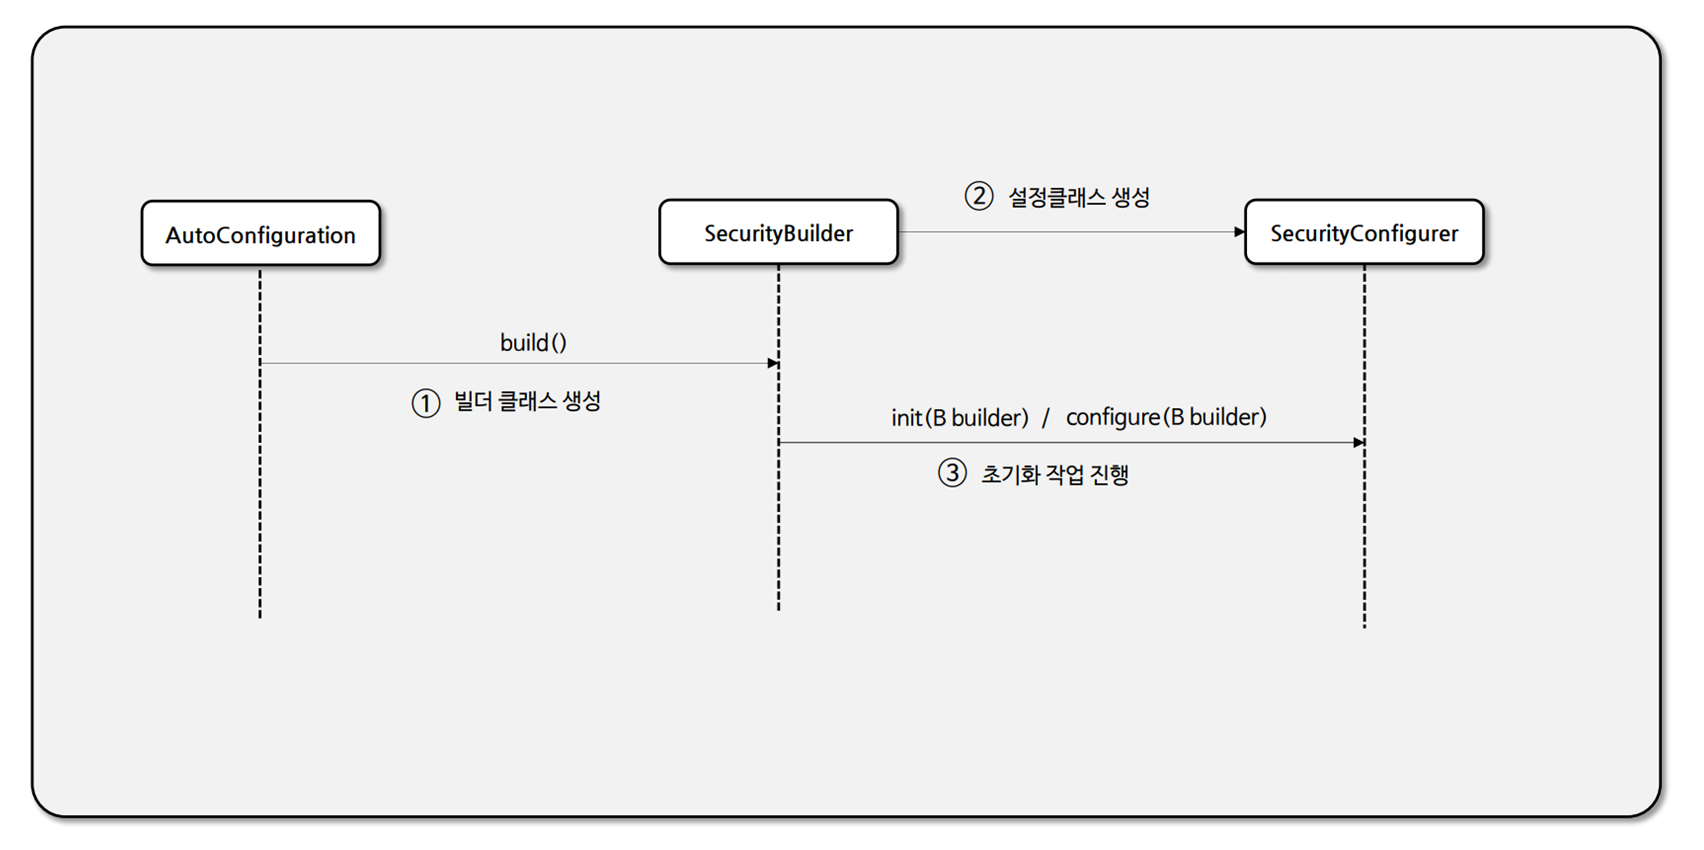 ② 설정클래스 생성
AutoConfiguration
SecurityBuilder
SecurityConfigurer
build()
① 빌더 클래스 생성
init(B builder) / configure(B builder)
③ 초기화 작업 진행